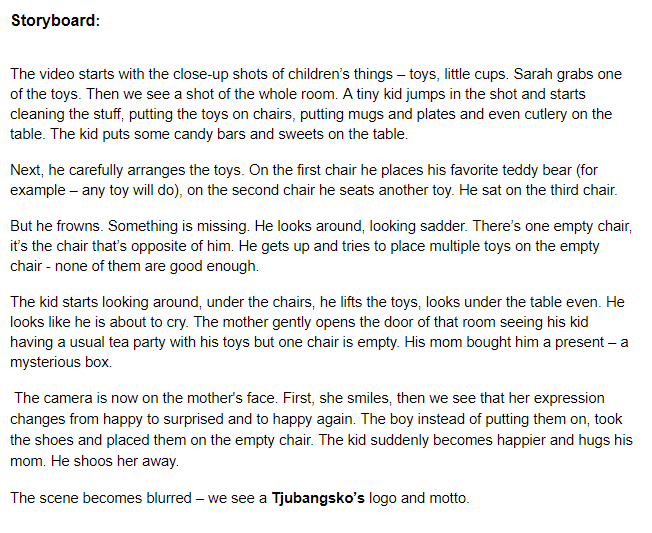 Storyboard:
The video starts with the close-up shots of children's things – toys, little cups. Sarah grabs one
of the toys. Then we see a shot of the whole room. A tiny kid jumps in the shot and starts
cleaning the stuff, putting the toys on chairs, putting mugs and plates and even cutlery on the
table. The kid puts some candy bars and sweets on the table.
Next, he carefully arranges the toys. On the first chair he places his favorite teddy bear (for
example – any toy will do), on the second chair he seats another toy. He sat on the third chair.
But he frowns. Something is missing. He looks around, looking sadder. There's one empty chair,
it's the chair that's opposite of him. He gets up and tries to place multiple toys on the empty
chair - none of them are good enough.
The kid starts looking around, under the chairs, he lifts the toys, looks under the table even. He
looks like he is about to cry. The mother gently opens the door of that room seeing his kid
having a usual tea party with his toys but one chair is empty. His mom bought him a present – a
mysterious box.
The camera is now on the mother's face. First, she smiles, then we see that her expression
changes from happy to surprised and to happy again. The boy instead of putting them on, took
the shoes and placed them on the empty chair. The kid suddenly becomes happier and hugs his
mom. He shoos her away.
The scene becomes blurred – we see a Tjubangsko's logo and motto.